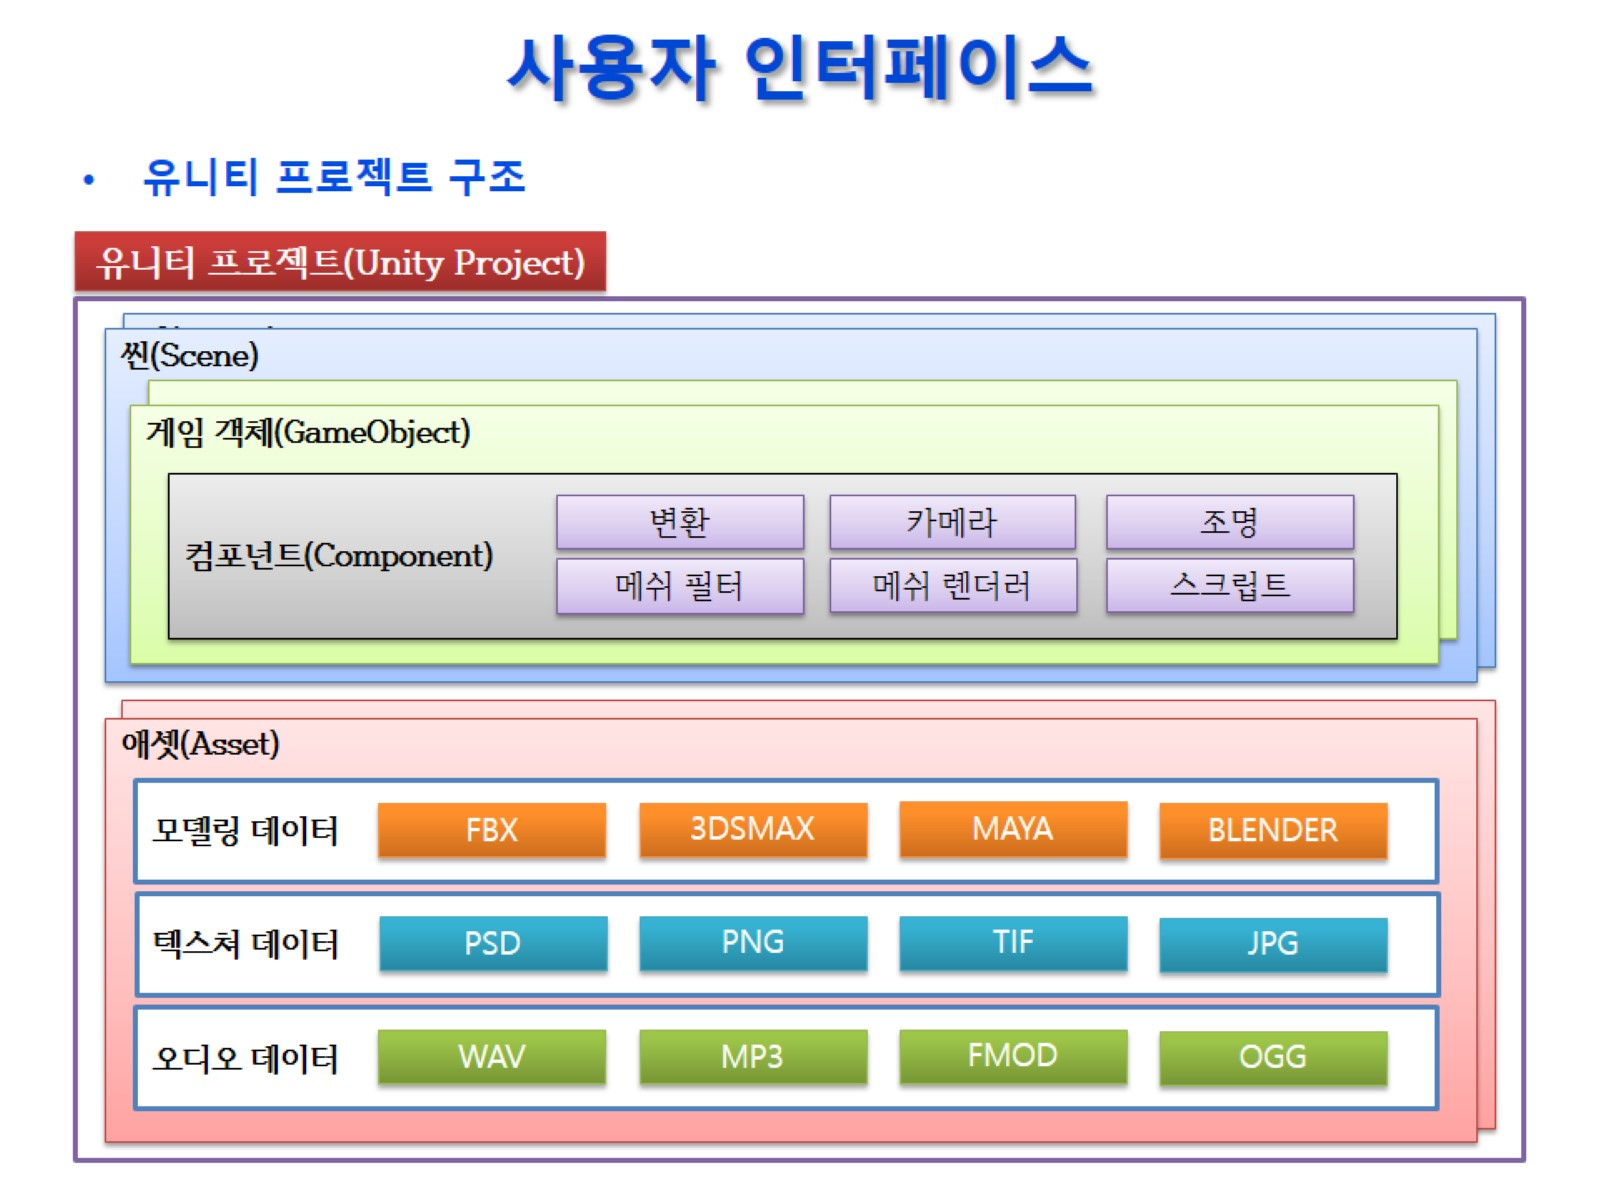 사용자 인터페이스
• 유니티 프로젝트 구조
유니티 프로젝트(Unity Project)
씬(Scene)
게임 객체(GameObject)
컴포넌트(Component)
변환 카메라 조명
메쉬 필터 메쉬 렌더러 스크립트
애셋(Asset)
모델링 데이터 FBX 3DSMAX MAYA BLENDER
텍스쳐 데이터 PSD PNG TIF JPG
오디오 데이터 WAV MP3 FMOD OGG